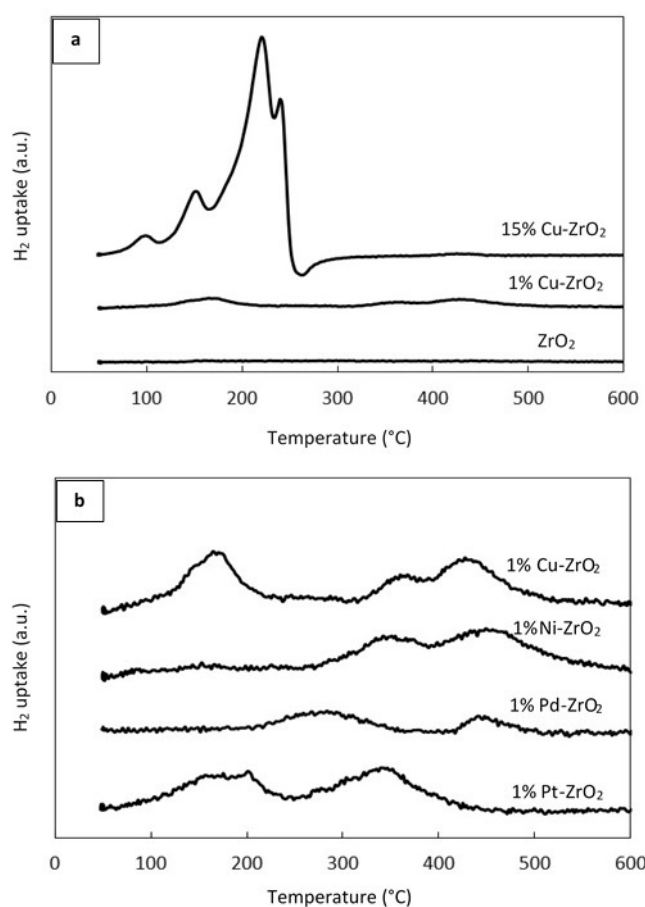 a
H₂ uptake (a.u.)
15% Cu-ZrO₂
1% Cu-ZrO₂
ZrO₂
0 100 200 300 400 500 600
Temperature (°C)
b
H₂ uptake (a.u.)
1% Cu-ZrO₂
1%Ni-ZrO₂
1% Pd-ZrO₂
1% Pt-ZrO₂
0 100 200 300 400 500 600
Temperature (°C)